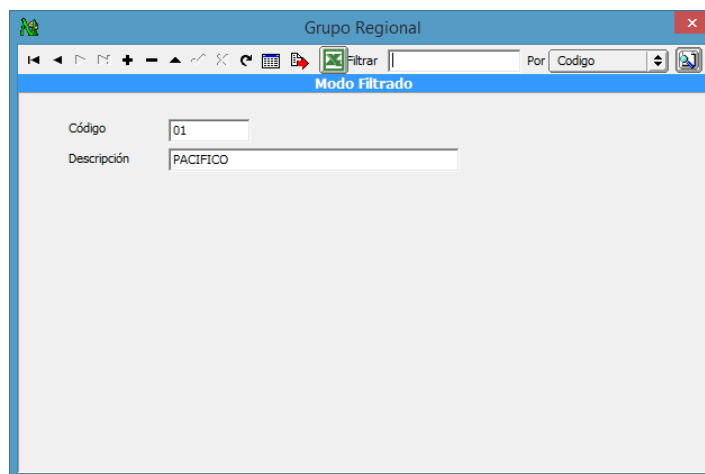 Grupo Regional
Filtrar Por Codigo
Modo Filtrado
Código 01
Descripción PACIFICO